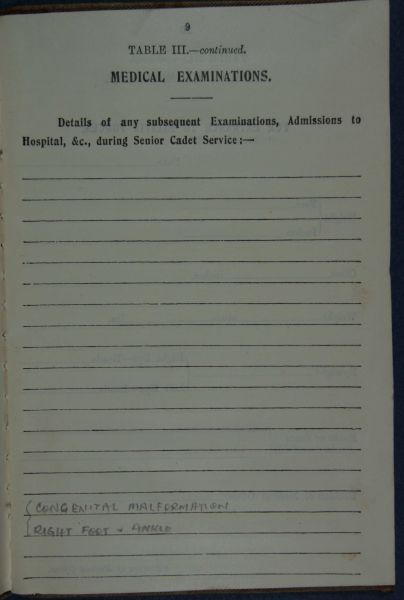 9
TABLE III.—continued.
MEDICAL EXAMINATIONS.
Details of any subsequent Examinations, Admissions to
Hospital, &c., during Senior Cadet Service:—
CONGENITAL MALFORMATION
RIGHT FOOT & ANKLE